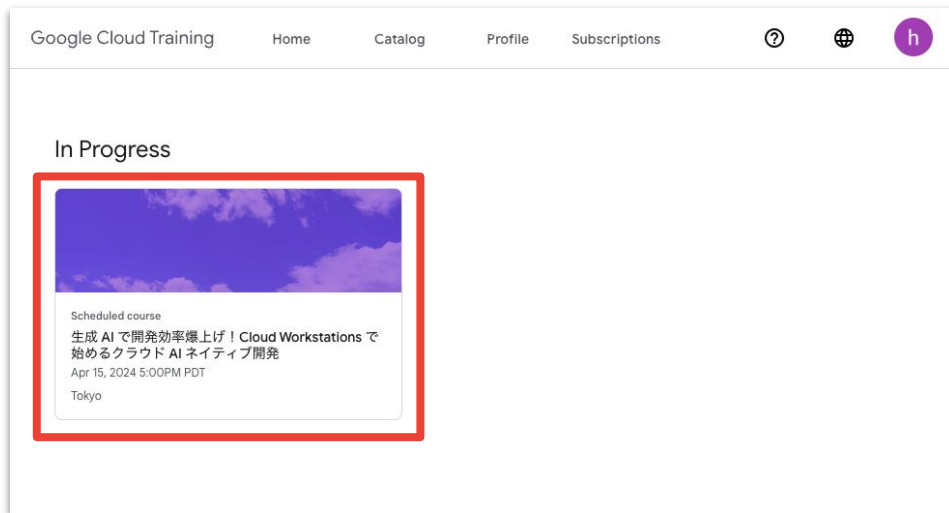 Google Cloud Training Home Catalog Profile Subscriptions h
In Progress
Scheduled course
生成 AI で開発効率爆上げ！Cloud Workstations で
始めるクラウド AI ネイティブ開発
Apr 15, 2024 5:00PM PDT
Tokyo